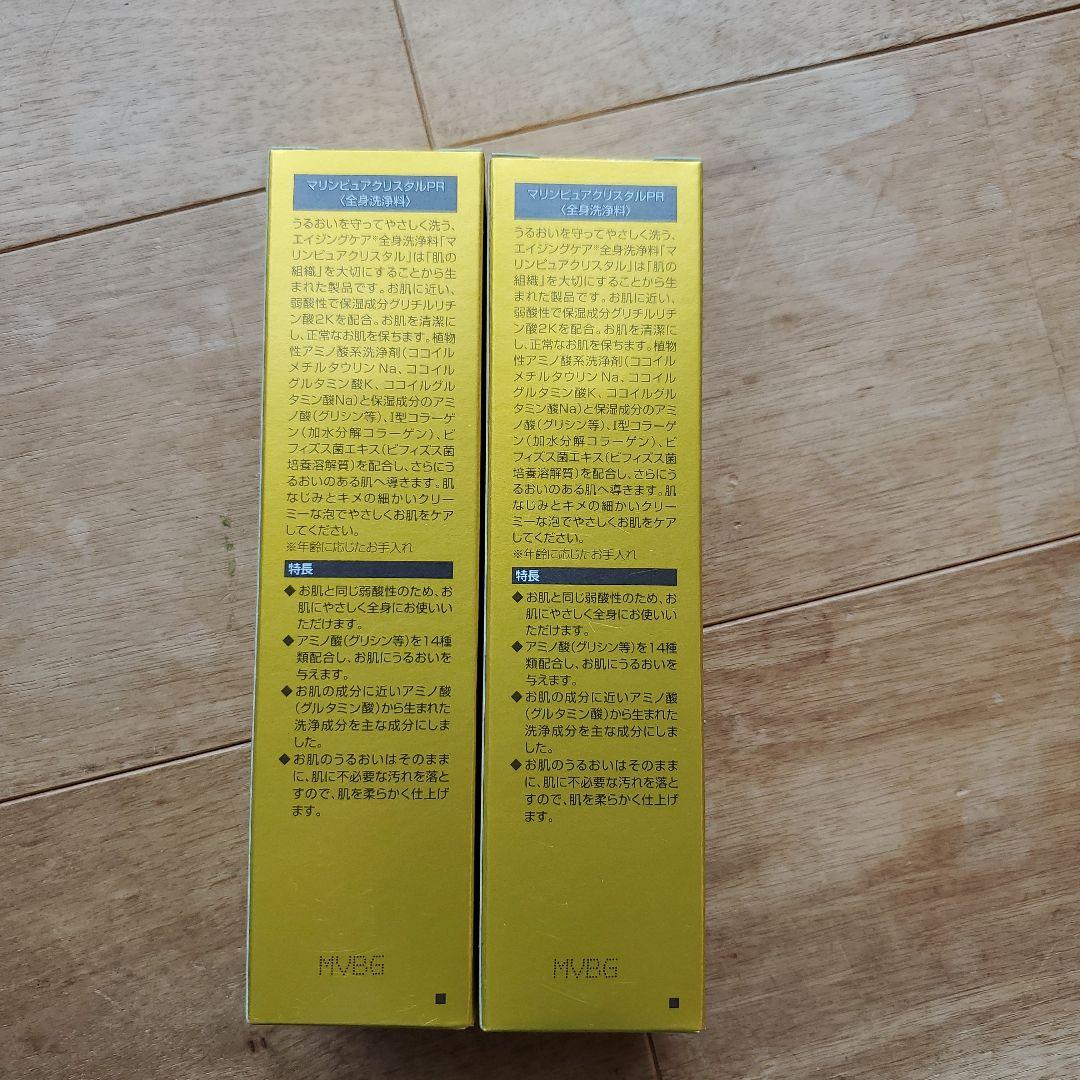 マリンピュアクリスタルPR
〈全身洗浄料〉
うるおいを守ってやさしく洗う、
エイジングケア※全身洗浄料「マ
リンピュアクリスタル」は「肌の
組織」を大切にすることから生
まれた製品です。お肌に近い、
弱酸性で保湿成分グリチルリチ
ン酸2Kを配合。お肌を清潔に
し、正常なお肌を保ちます。植物
性アミノ酸系洗浄剤(ココイル
メチルタウリンNa、ココイル
グルタミン酸K、ココイルグル
タミン酸Na)と保湿成分のアミ
ノ酸(グリシン等)、I型コラーゲ
ン(加水分解コラーゲン)、ビ
フィズス菌エキス(ビフィズス菌
培養溶解質)を配合し、さらにう
るおいのある肌へ導きます。肌
なじみとキメの細かいクリー
ミーな泡でやさしくお肌をケア
してください。
※年齢に応じたお手入れ
特長
◆お肌と同じ弱酸性のため、お
肌にやさしく全身にお使いい
ただけます。
◆アミノ酸(グリシン等)を14種
類配合し、お肌にうるおいを
与えます。
◆お肌の成分に近いアミノ酸
(グルタミン酸)から生まれた
洗浄成分を主な成分にしま
した。
◆お肌のうるおいはそのまま
に、肌に不必要な汚れを落と
すので、肌を柔らかく仕上げ
ます。
MVBG
マリンピュアクリスタルPR
〈全身洗浄料〉
うるおいを守ってやさしく洗う、
エイジングケア※全身洗浄料「マ
リンピュアクリスタル」は「肌の
組織」を大切にすることから生
まれた製品です。お肌に近い、
弱酸性で保湿成分グリチルリチ
ン酸2Kを配合。お肌を清潔に
し、正常なお肌を保ちます。植物
性アミノ酸系洗浄剤(ココイル
メチルタウリンNa、ココイル
グルタミン酸K、ココイルグル
タミン酸Na)と保湿成分のアミ
ノ酸(グリシン等)、I型コラーゲ
ン(加水分解コラーゲン)、ビ
フィズス菌エキス(ビフィズス菌
培養溶解質)を配合し、さらにう
るおいのある肌へ導きます。肌
なじみとキメの細かいクリー
ミーな泡でやさしくお肌をケア
してください。
※年齢に応じたお手入れ
特長
◆お肌と同じ弱酸性のため、お
肌にやさしく全身にお使いい
ただけます。
◆アミノ酸(グリシン等)を14種
類配合し、お肌にうるおいを
与えます。
◆お肌の成分に近いアミノ酸
(グルタミン酸)から生まれた
洗浄成分を主な成分にしま
した。
◆お肌のうるおいはそのまま
に、肌に不必要な汚れを落と
すので、肌を柔らかく仕上げ
ます。
MVBG